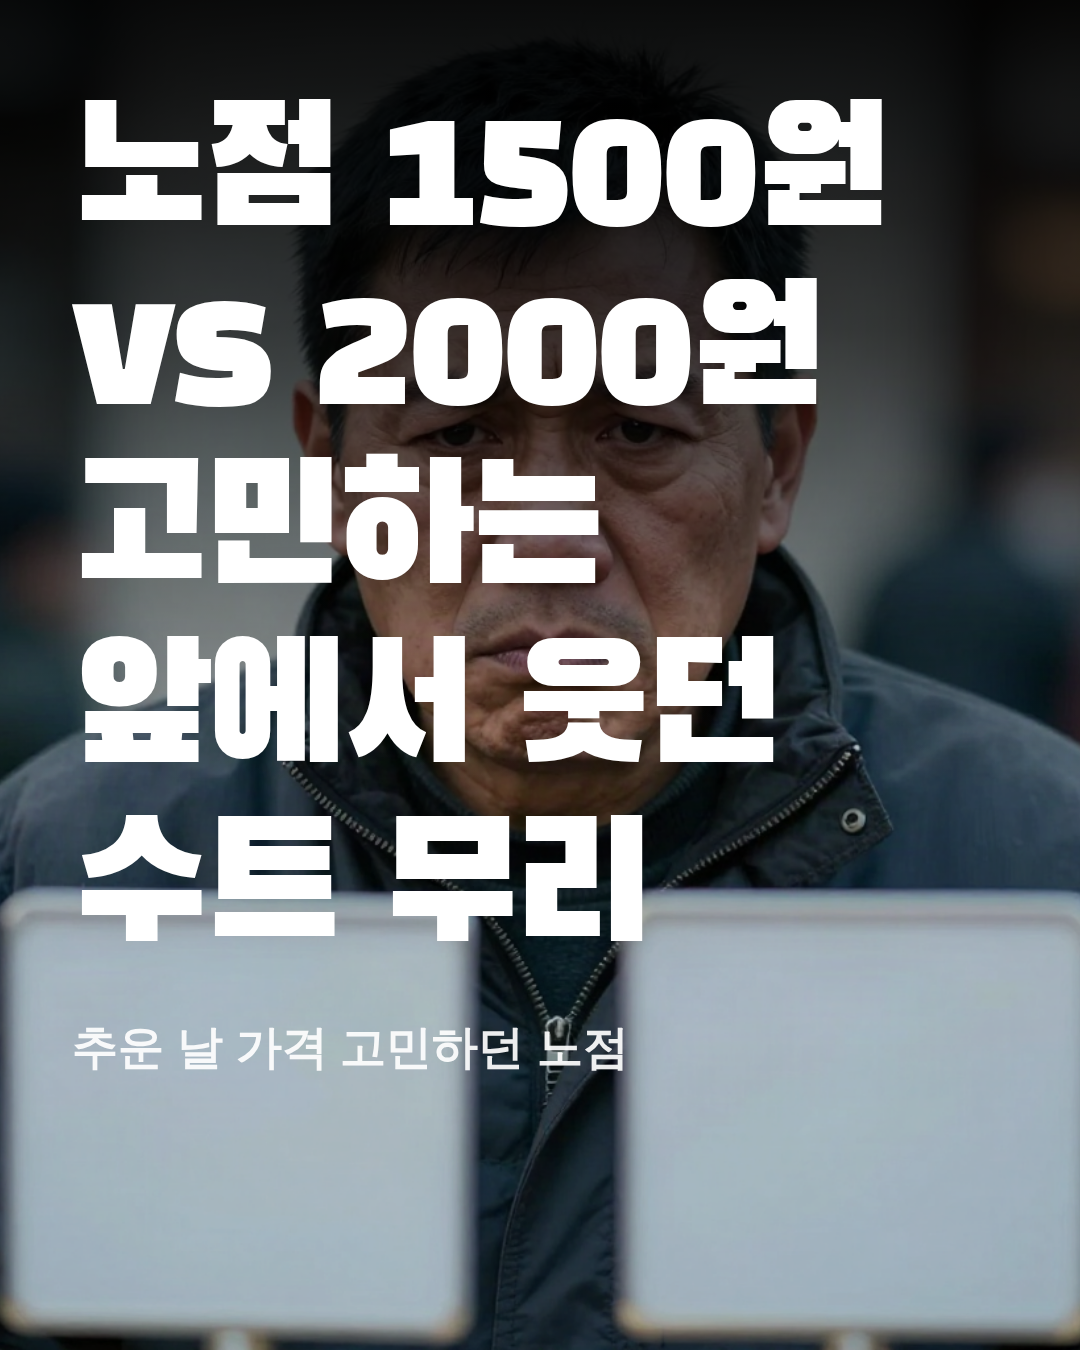 노점 1500원
vs 2000원
고민하는
앞에서 웃던
수트 무리
추운 날 가격 고민하던 노점